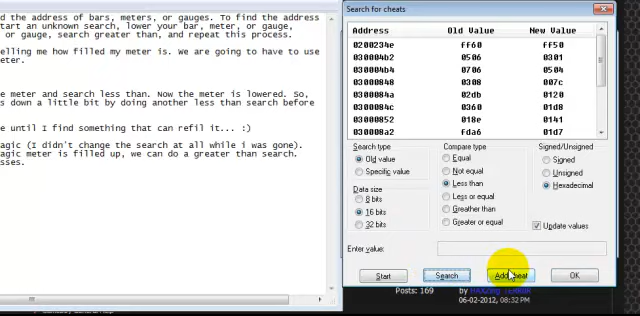 d the address of bars, meters, or gauges. To find the address
tart an unknown search, lower your bar, meter, or gauge,
or gauge, search greater than, and repeat this process.
elling me how filled my meter is. We are going to have to use
eter.
e meter and search less than. Now the meter is lowered. So,
s down a little bit by doing another less than search before
e until I find something that can refil it... :)
agic (I didn't change the search at all while i was gone).
agic meter is filled up, we can do a greater than search.
sses.
Search for cheats
Address Old Value New Value
0200234e ff60 ff50
030004b2 0506 0301
030004b4 0706 0504
03000848 0308 007c
0300084a 02db 0120
0300084c 0360 01d8
03000852 018e 0141
030008a2 fda6 01d7
Search type
Old value
Specific value
Data size
8 bits
16 bits
32 bits
Compare type
Equal
Not equal
Less than
Less or equal
Greather than
Greater or equal
Signed/Unsigned
Signed
Unsigned
Hexadecimal
Update values
Enter value:
Start Search Add cheat OK
Posts: 169
by
06-02-2012, 08:32 PM